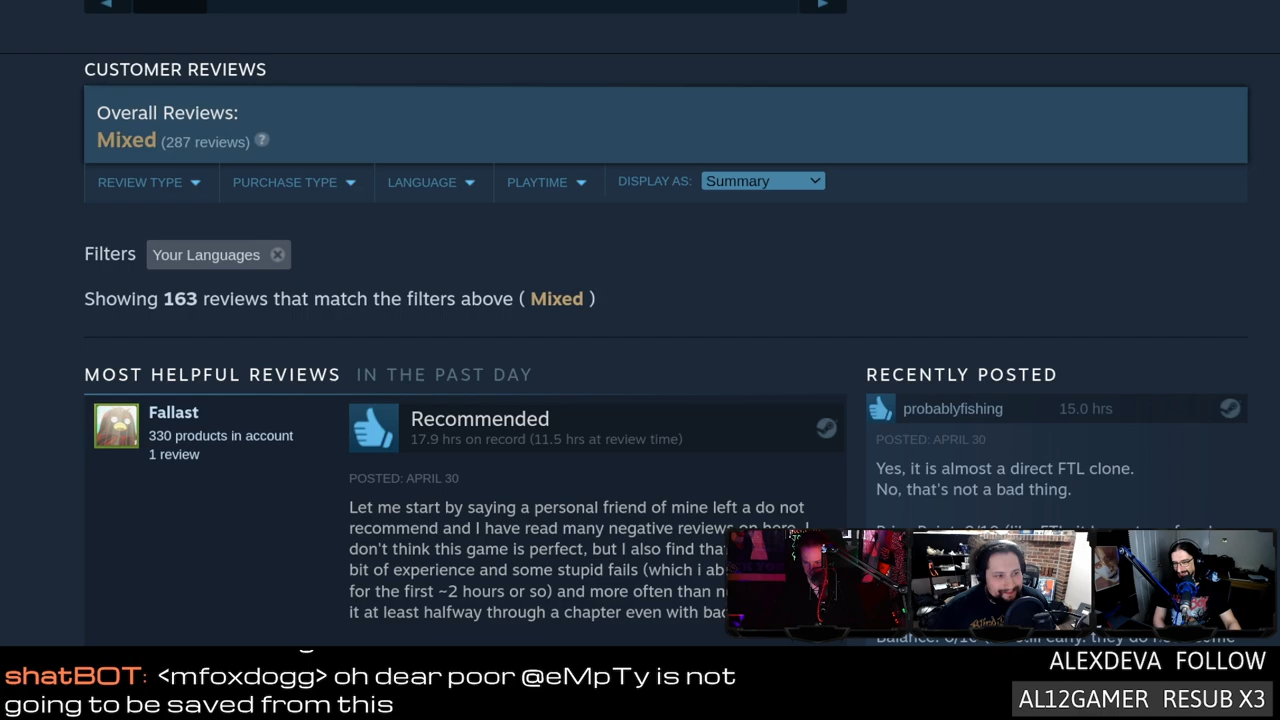 CUSTOMER REVIEWS
Overall Reviews:
Mixed (287 reviews) ?
REVIEW TYPE
PURCHASE TYPE
LANGUAGE
PLAYTIME
DISPLAY AS:
Summary
Filters
Your Languages
Showing 163 reviews that match the filters above ( Mixed )
MOST HELPFUL REVIEWS
IN THE PAST DAY
Fallast
330 products in account
1 review
Recommended
17.9 hrs on record (11.5 hrs at review time)
POSTED: APRIL 30
Let me start by saying a personal friend of mine left a do not
recommend and I have read many negative reviews on here. I
don't think this game is perfect, but I also find
bit of experience and some stupid fails (which i
for the first ~2 hours or so) and more often than
it at least halfway through a chapter even with
RECENTLY POSTED
probablyfishing
15.0 hrs
POSTED: APRIL 30
Yes, it is almost a direct FTL clone.
No, that's not a bad thing.
shatBOT: <mfoxdogg> oh dear poor @eMpTy is not
going to be saved from this
ALEXDEVA FOLLOW
AL12GAMER RESUB X3